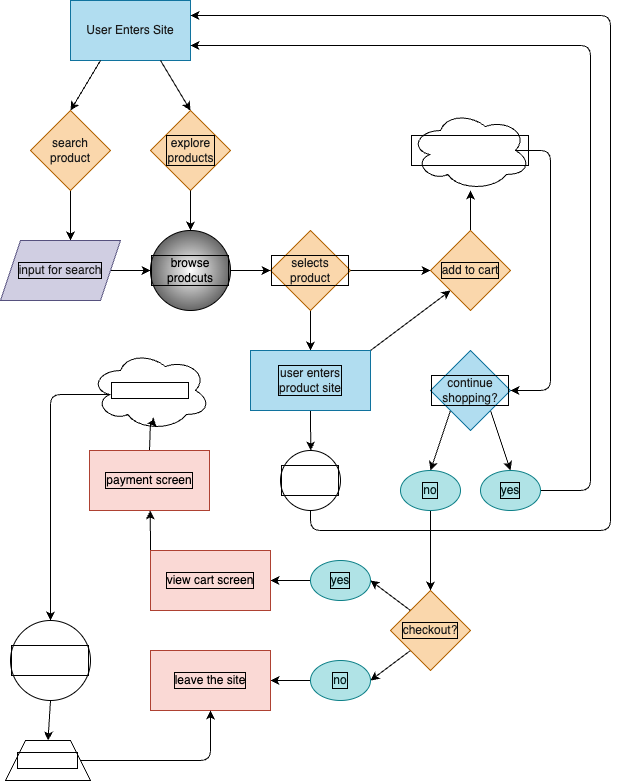 User Enters Site
search
product
explore
products
input for search
browse
prodcuts
selects
product
add to cart
user enters
product site
continue
shopping?
payment screen
no
yes
view cart screen
yes
checkout?
leave the site
no